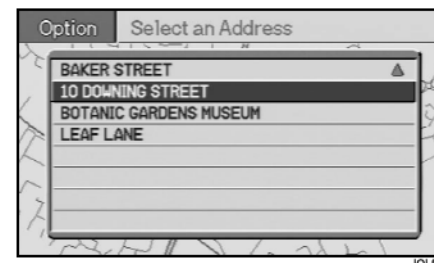 Option Select an Address
BAKER STREET
10 DOWNING STREET
BOTANIC GARDENS MUSEUM
LEAF LANE